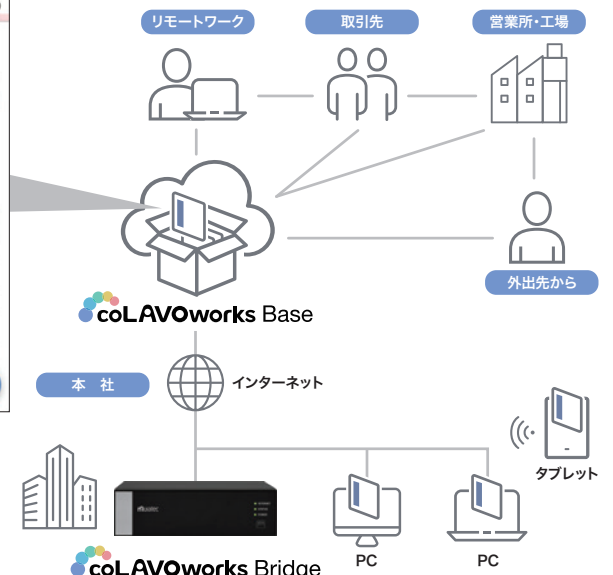 リモートワーク
取引先
営業所・工場
外出先から
coLAVOworks Base
本 社
インターネット
タブレット
PC
PC
coLAVOworks Bridge